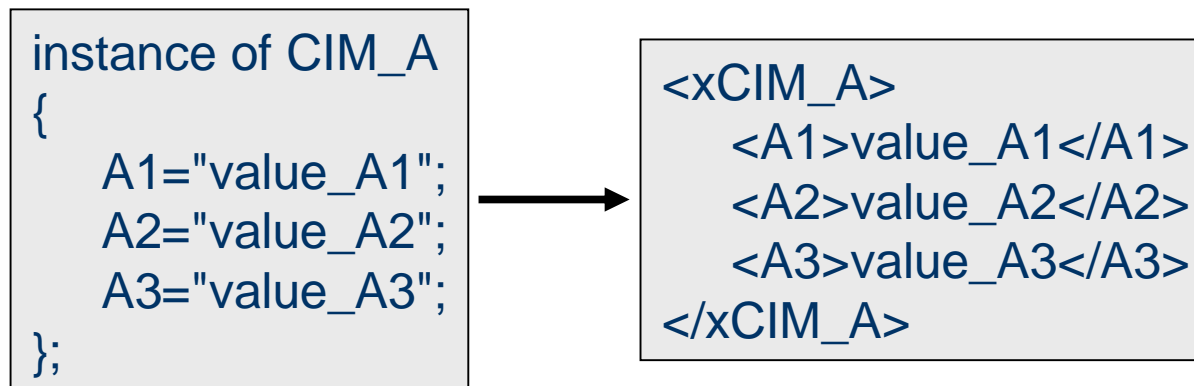 instance of CIM_A
{
A1="value_A1";
A2="value_A2";
A3="value_A3";
};
<xCIM_A>
<A1>value_A1</A1>
<A2>value_A2</A2>
<A3>value_A3</A3>
</xCIM_A>